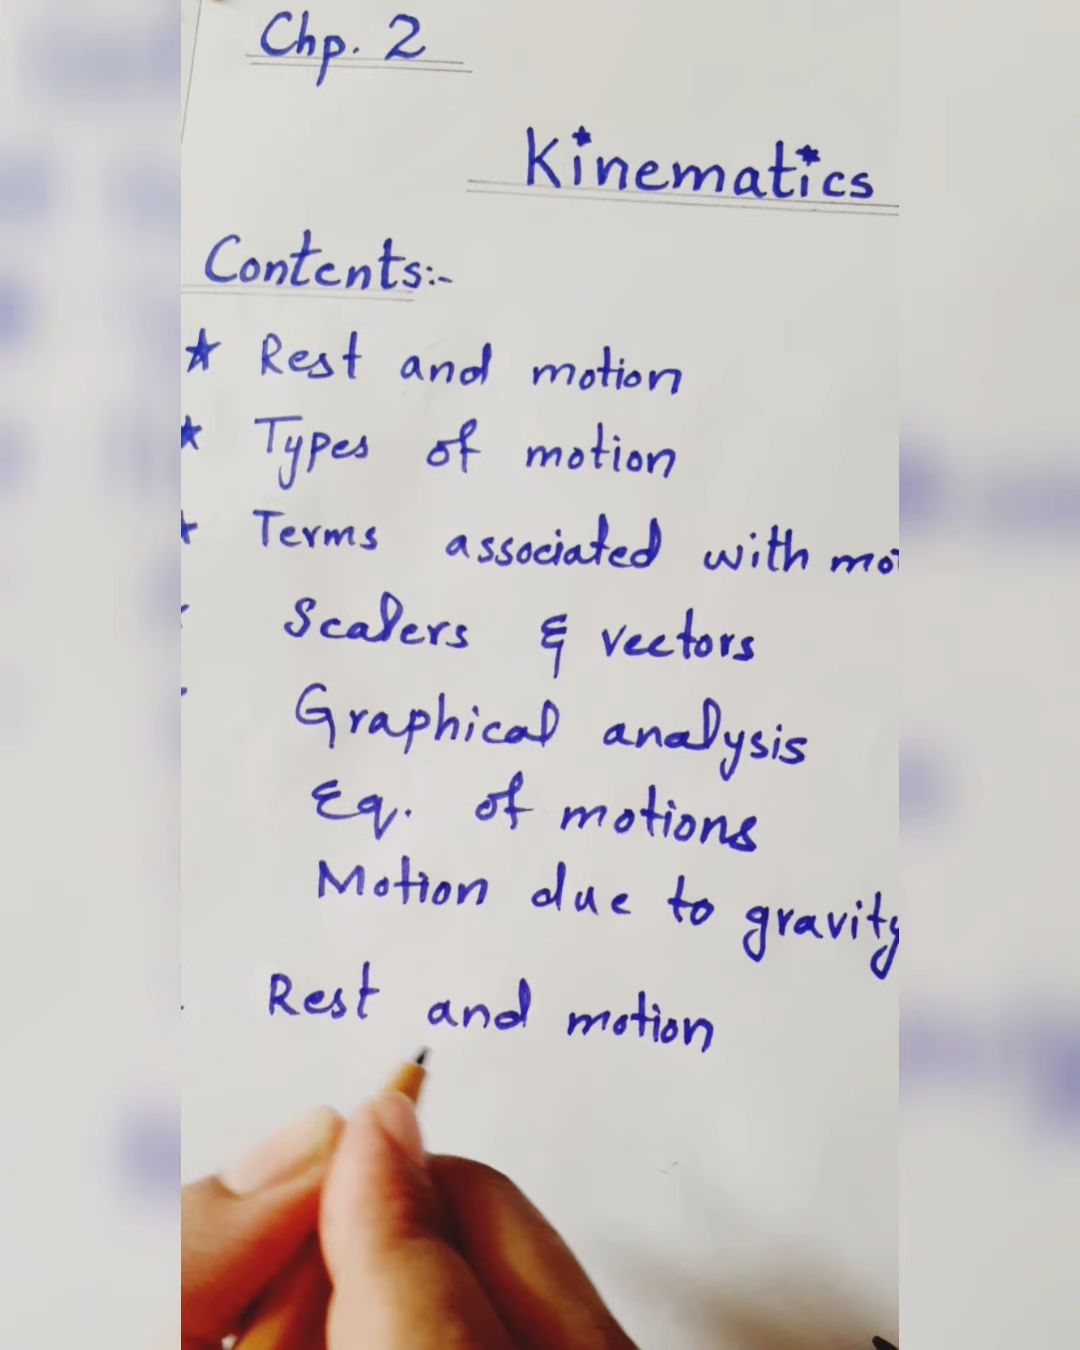 Chp. 2
Kinematics
Contents:-
★ Rest and motion
★ Types of motion
★ Terms associated with
Scalers & vectors
Graphical analysis
Eq. of motions
Motion due to gravity
Rest and motion